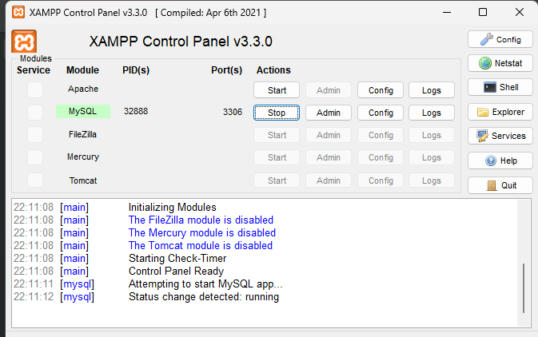 XAMPP Control Panel v3.3.0 [ Compiled: Apr 6th 2021 ]
XAMPP Control Panel v3.3.0
Config
Modules
Service Module PID(s) Port(s) Actions
Netstat
Apache Start Admin Config Logs
Shell
MySQL 32888 3306 Stop Admin Config Logs
Explorer
FileZilla Start Admin Config Logs
Services
Mercury Start Admin Config Logs
Help
Tomcat Start Admin Config Logs
Quit
22:11:08 [main] Initializing Modules
22:11:08 [main] The FileZilla module is disabled
22:11:08 [main] The Mercury module is disabled
22:11:08 [main] The Tomcat module is disabled
22:11:08 [main] Starting Check-Timer
22:11:08 [main] Control Panel Ready
22:11:11 [mysql] Attempting to start MySQL app...
22:11:12 [mysql] Status change detected: running